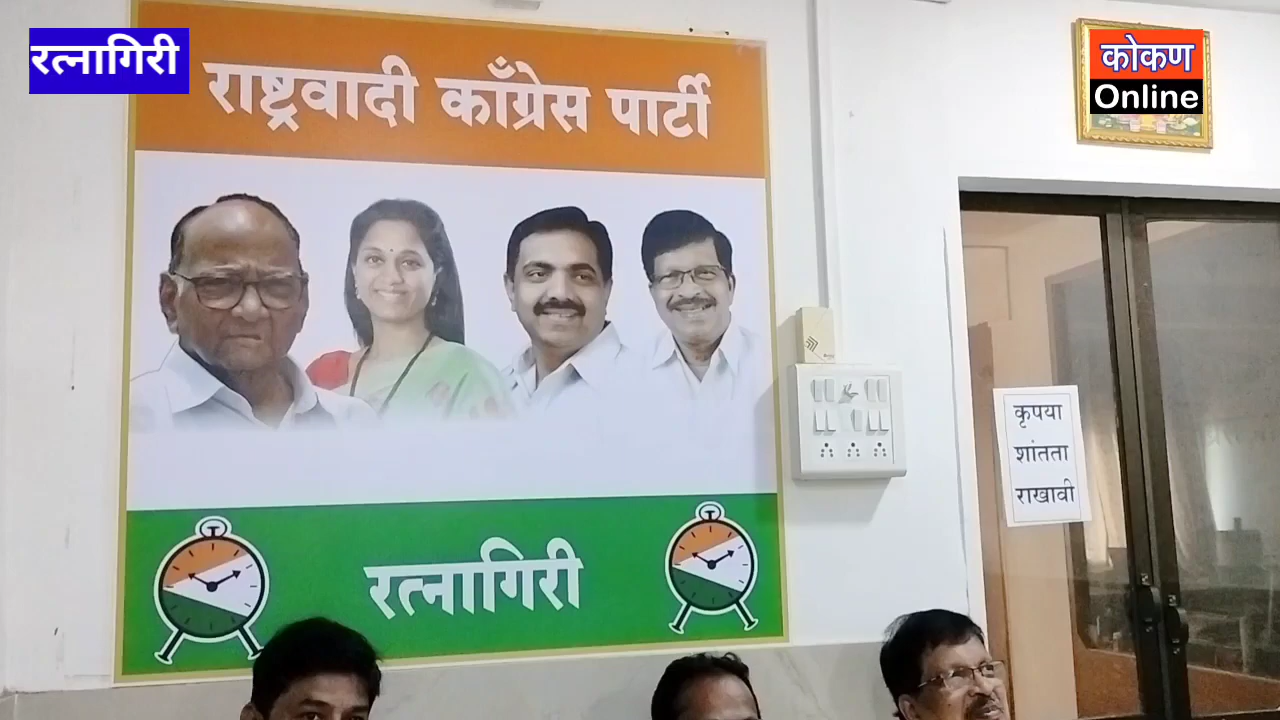 रत्नागिरी
कोकण
Online
राष्ट्रवादी काँग्रेस पार्टी
कृपया
शांतता
राखावी
रत्नागिरी